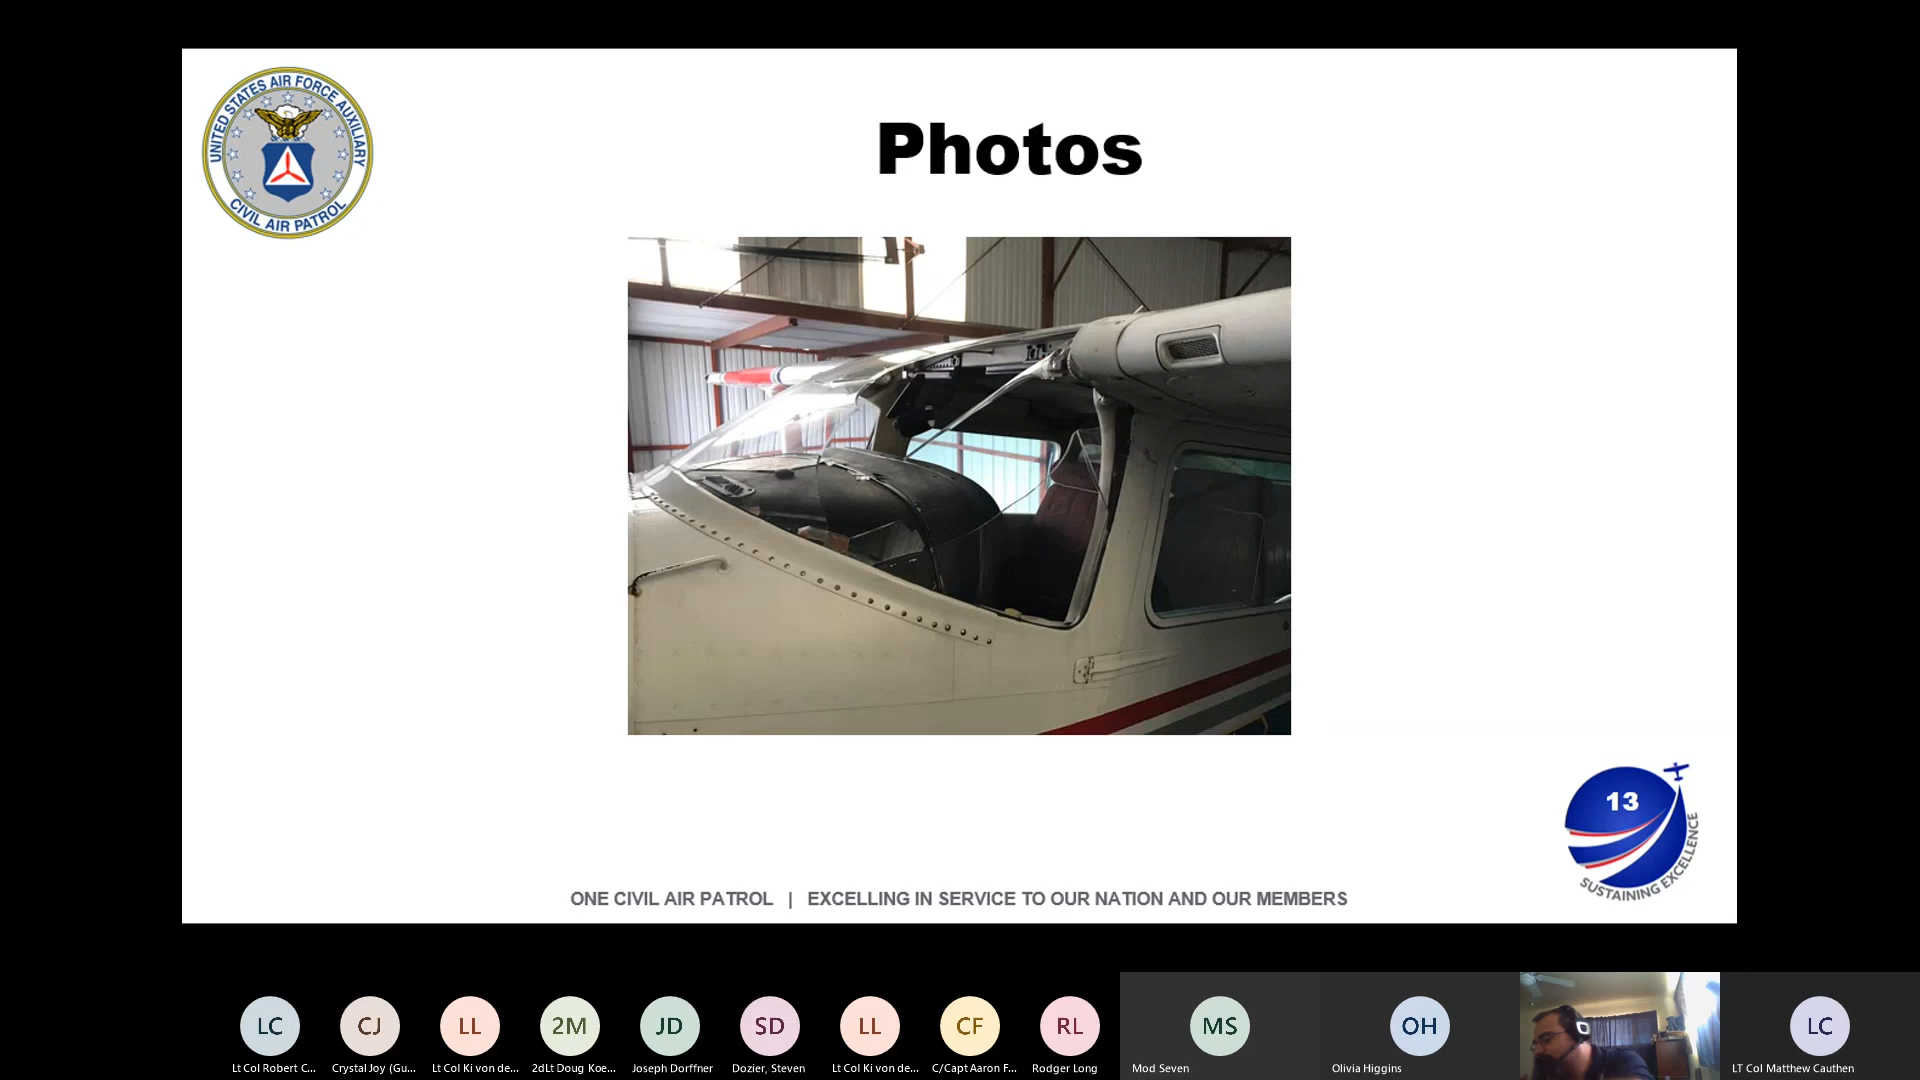 UNITED STATES AIR FORCE AUXILIARY
CIVIL AIR PATROL
Photos
13
SUSTAINING EXCELLENCE
ONE CIVIL AIR PATROL | EXCELLING IN SERVICE TO OUR NATION AND OUR MEMBERS
LC CJ LL 2M JD SD LL CF RL MS OH LC
Lt Col Robert C... Crystal Joy (Gu... Lt Col Ki von de... 2dLt Doug Koe... Joseph Dorffner Dozier, Steven Lt Col Ki von de... C/Capt Aaron F... Rodger Long Mod Seven Olivia Higgins LT Col Matthew Cauthen